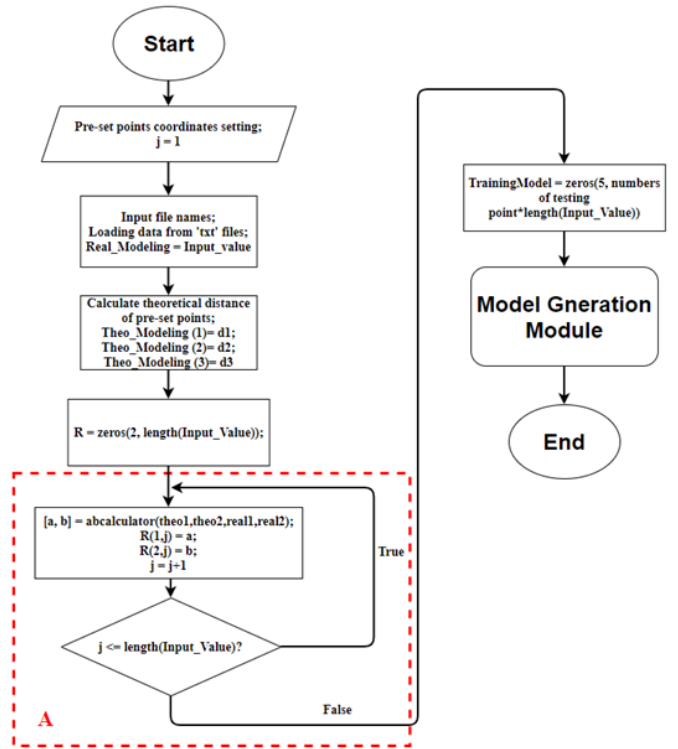 Start
Pre-set points coordinates setting;
j = 1
Input file names;
Loading data from 'txt' files;
Real_Modeling = Input_value
Calculate theoretical distance
of pre-set points;
Theo_Modeling (1)= d1;
Theo_Modeling (2)= d2;
Theo_Modeling (3)= d3
R = zeros(2, length(Input_Value));
[a, b] = abcalculator(theo1,theo2,real1,real2);
R(1,j) = a;
R(2,j) = b;
j = j+1
True
j <= length(Input_Value)?
False
A
TrainingModel = zeros(5, numbers
of testing
point*length(Input_Value))
Model Gneration
Module
End